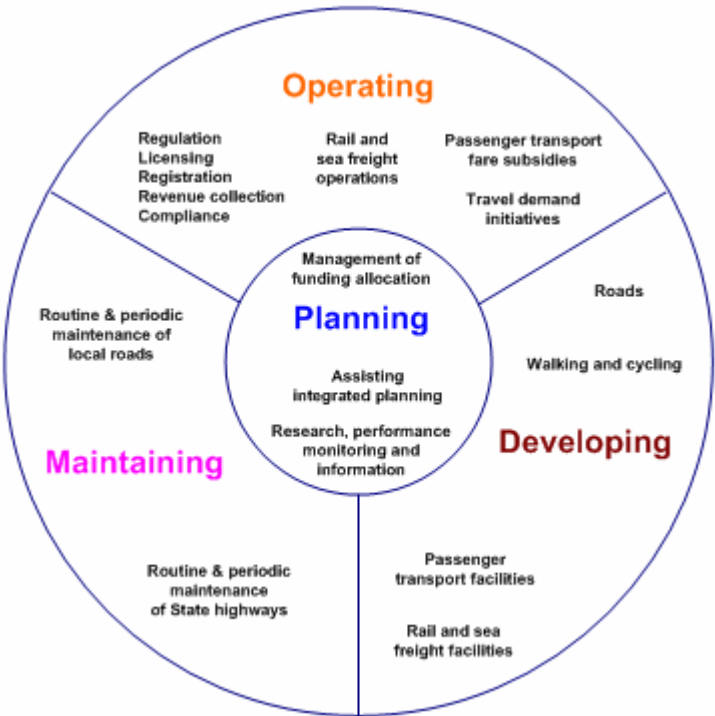 Operating
Regulation
Licensing
Registration
Revenue collection
Compliance
Rail and
sea freight
operations
Passenger transport
fare subsidies
Travel demand
initiatives
Management of
funding allocation
Planning
Assisting
integrated planning
Research, performance
monitoring and
information
Roads
Walking and cycling
Developing
Passenger
transport facilities
Rail and sea
freight facilities
Routine & periodic
maintenance of
local roads
Maintaining
Routine & periodic
maintenance
of State highways